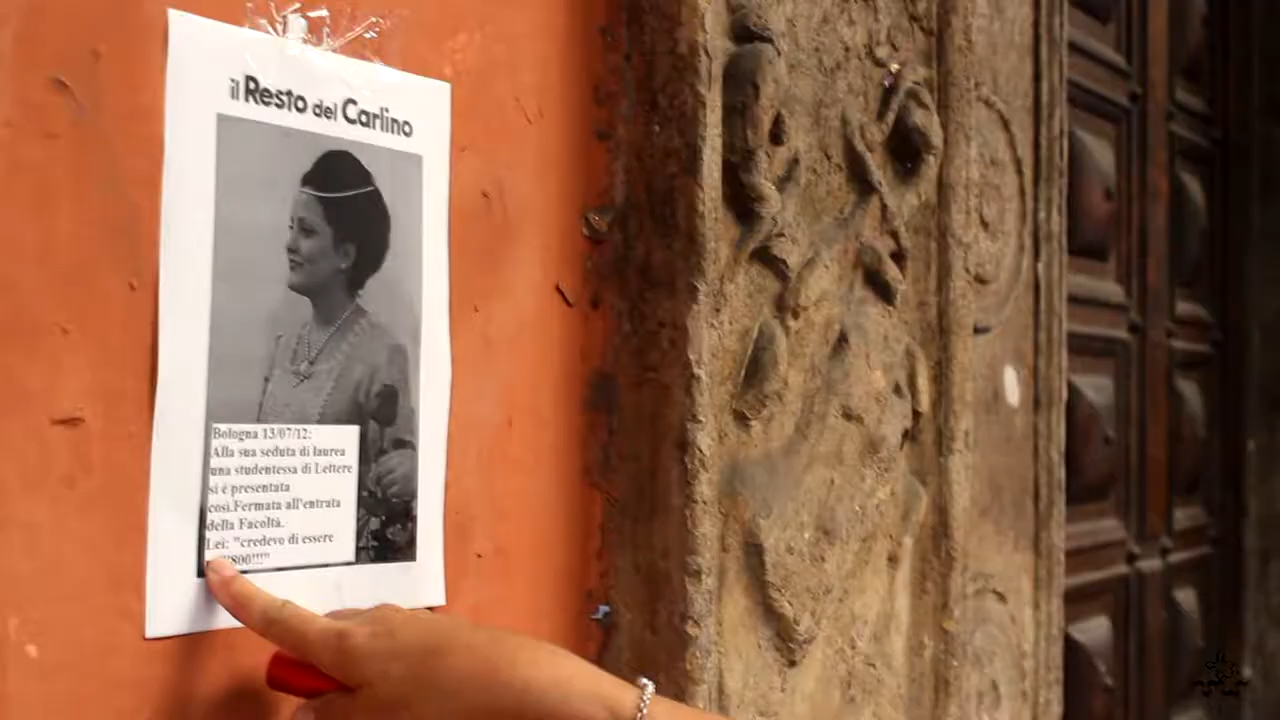 il Resto del Carlino
Bologna 13/07/12:
Alla sua seduta di laurea
una studentessa di Lettere
si è presentata
così.Fermata all'entrata
della Facoltà.
Lei: "credevo di essere
"800!!!"